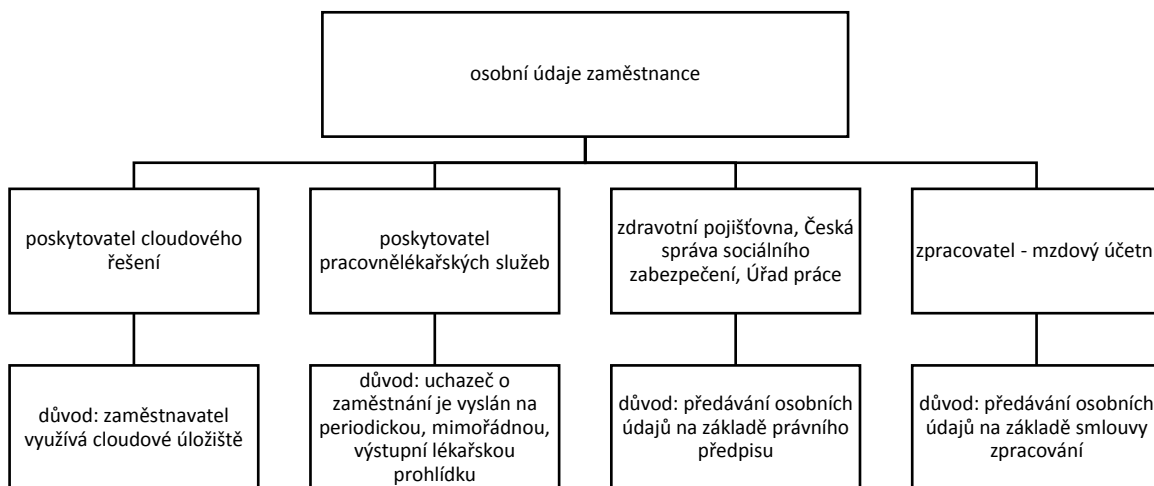 osobní údaje zaměstnance
poskytovatel cloudového
řešení
poskytovatel
pracovnělékařských služeb
zdravotní pojišťovna, Česká
správa sociálního
zabezpečení, Úřad práce
zpracovatel - mzdový účetn
důvod: zaměstnavatel
využívá cloudové úložiště
důvod: uchazeč o
zaměstnání je vyslán na
periodickou, mimořádnou,
výstupní lékařskou
prohlídku
důvod: předávání osobních
údajů na základě právního
předpisu
důvod: předávání osobních
údajů na základě smlouvy
zpracování